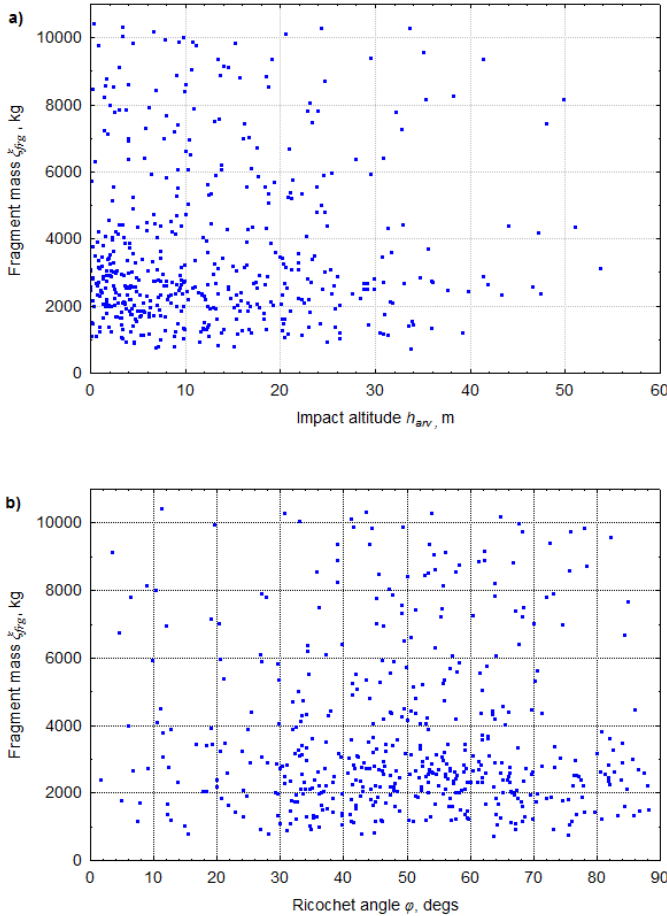 a)
10000
8000
6000
4000
2000
0
Fragment mass ξfrg, kg
0 10 20 30 40 50 60
Impact altitude harv, m
b)
10000
8000
6000
4000
2000
0
Fragment mass ξfrg, kg
0 10 20 30 40 50 60 70 80 90
Ricochet angle φ, degs